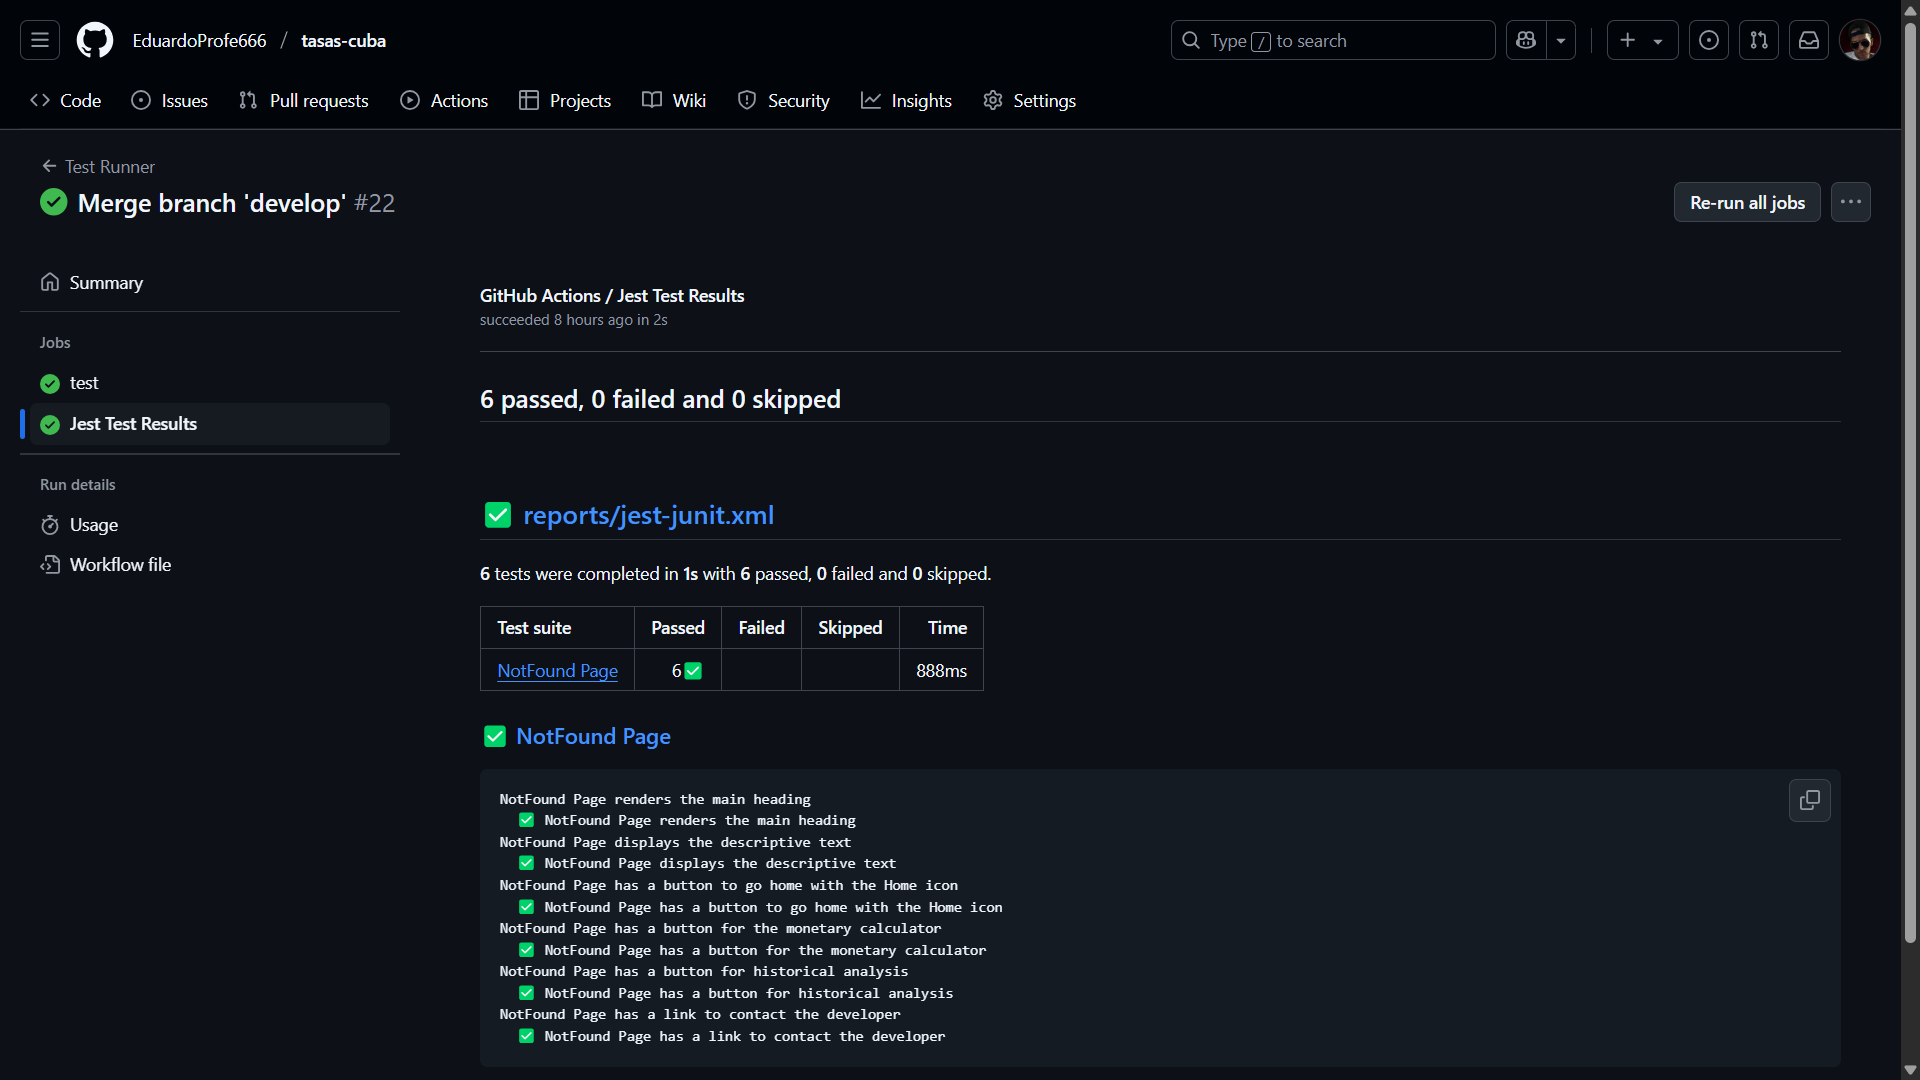 EduardoProfe666 / tasas-cuba
Type / to search
Code
Issues
Pull requests
Actions
Projects
Wiki
Security
Insights
Settings
Test Runner
Merge branch 'develop' #22
Re-run all jobs
Summary
Jobs
test
Jest Test Results
Run details
Usage
Workflow file
GitHub Actions / Jest Test Results
succeeded 8 hours ago in 2s
6 passed, 0 failed and 0 skipped
reports/jest-junit.xml
6 tests were completed in 1s with 6 passed, 0 failed and 0 skipped.
Test suite Passed Failed Skipped Time
NotFound Page 6 888ms
NotFound Page
NotFound Page renders the main heading
NotFound Page renders the main heading
NotFound Page displays the descriptive text
NotFound Page displays the descriptive text
NotFound Page has a button to go home with the Home icon
NotFound Page has a button to go home with the Home icon
NotFound Page has a button for the monetary calculator
NotFound Page has a button for the monetary calculator
NotFound Page has a button for historical analysis
NotFound Page has a button for historical analysis
NotFound Page has a link to contact the developer
NotFound Page has a link to contact the developer